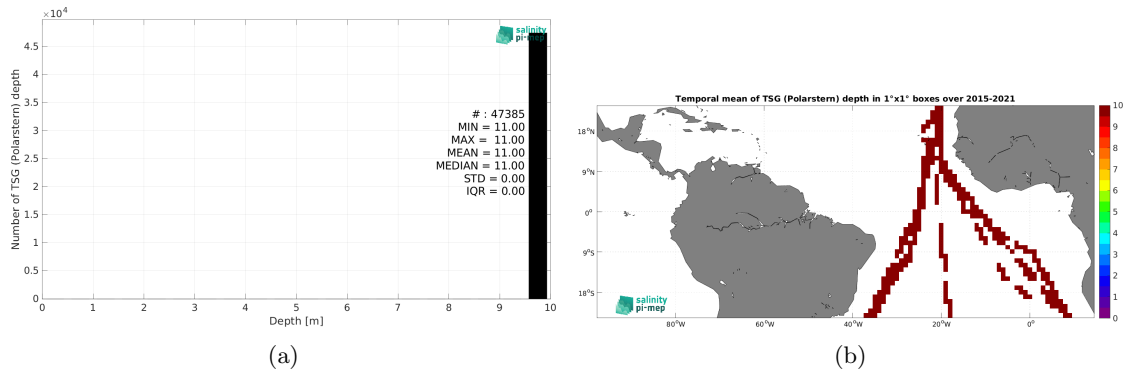 ×10⁴
salinity
pi-mep
4.5
4
3.5
3
2.5
2
1.5
1
0.5
0
Number of TSG (Polarstern) depth
# : 47385
MIN = 11.00
MAX = 11.00
MEAN = 11.00
MEDIAN = 11.00
STD = 0.00
IQR = 0.00
0 1 2 3 4 5 6 7 8 9 10
Depth [m]
(a)
Temporal mean of TSG (Polarstern) depth in 1°x1° boxes over 2015-2021
18°N
9°N
0°
9°S
18°S
80°W 60°W 40°W 20°W 0°
salinity
pi-mep
10
9
8
7
6
5
4
3
2
1
0
(b)